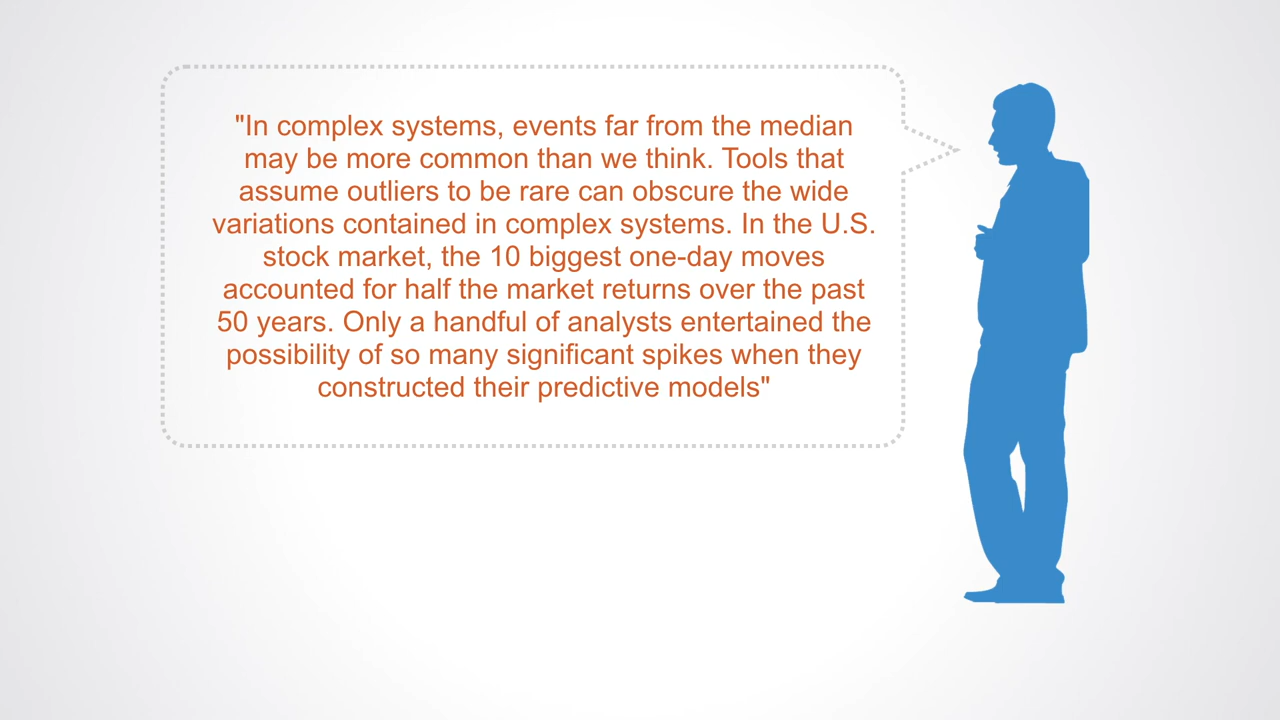 "In complex systems, events far from the median
may be more common than we think. Tools that
assume outliers to be rare can obscure the wide
variations contained in complex systems. In the U.S.
stock market, the 10 biggest one-day moves
accounted for half the market returns over the past
50 years. Only a handful of analysts entertained the
possibility of so many significant spikes when they
constructed their predictive models"